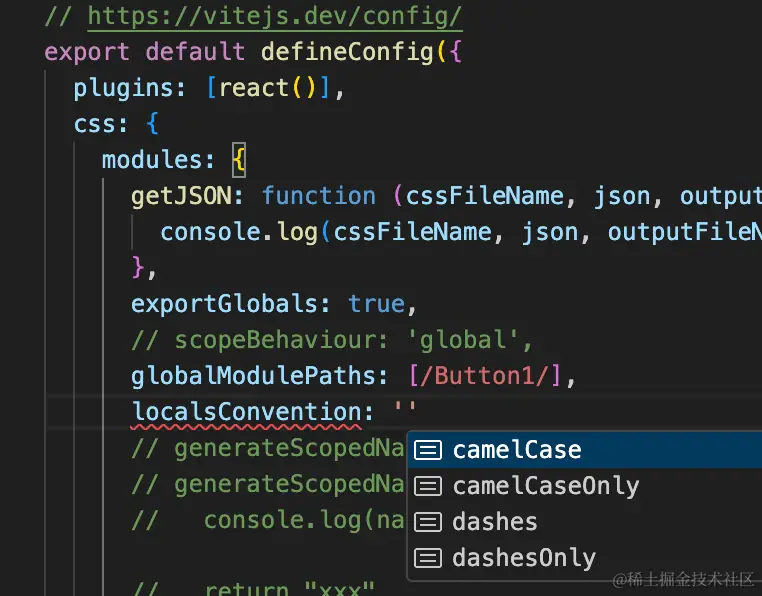 // https://vitejs.dev/config/
export default defineConfig({
plugins: [react()],
css: {
modules: {
getJSON: function (cssFileName, json, output
console.log(cssFileName, json, outputFileN
},
exportGlobals: true,
// scopeBehaviour: 'global',
globalModulePaths: [/Button1/],
localsConvention: ''
// generateScopedNa
camelCase
// generateScopedNa
camelCaseOnly
// console.log(na
dashes
dashesOnly
// return "xxx"
@稀土掘金技术社区